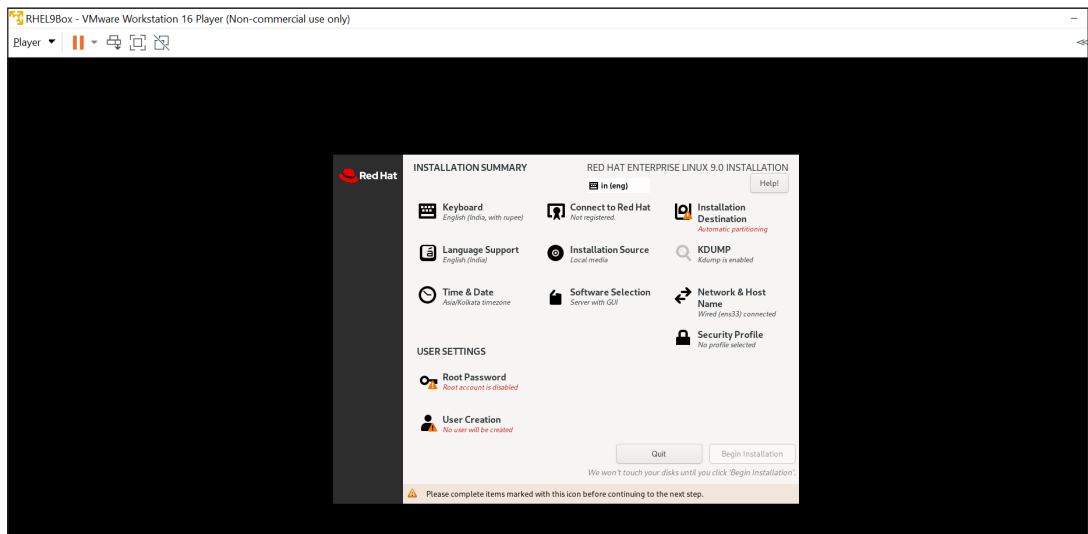 RHEL9Box - VMware Workstation 16 Player (Non-commercial use only)
Player
Red Hat
INSTALLATION SUMMARY
RED HAT ENTERPRISE LINUX 9.0 INSTALLATION
in (eng)
Help!
Keyboard
English (India, with rupee)
Connect to Red Hat
Not registered.
Installation
Destination
Automatic partitioning
Language Support
English (India)
Installation Source
Local media
KDUMP
Kdump is enabled
Time & Date
Asia/Kolkata timezone
Software Selection
Server with GUI
Network & Host
Name
Wired (ens33) connected
Security Profile
No profile selected
USER SETTINGS
Root Password
Root account is disabled
User Creation
No user will be created
Quit
Begin Installation
We won't touch your disks until you click 'Begin Installation'.
Please complete items marked with this icon before continuing to the next step.